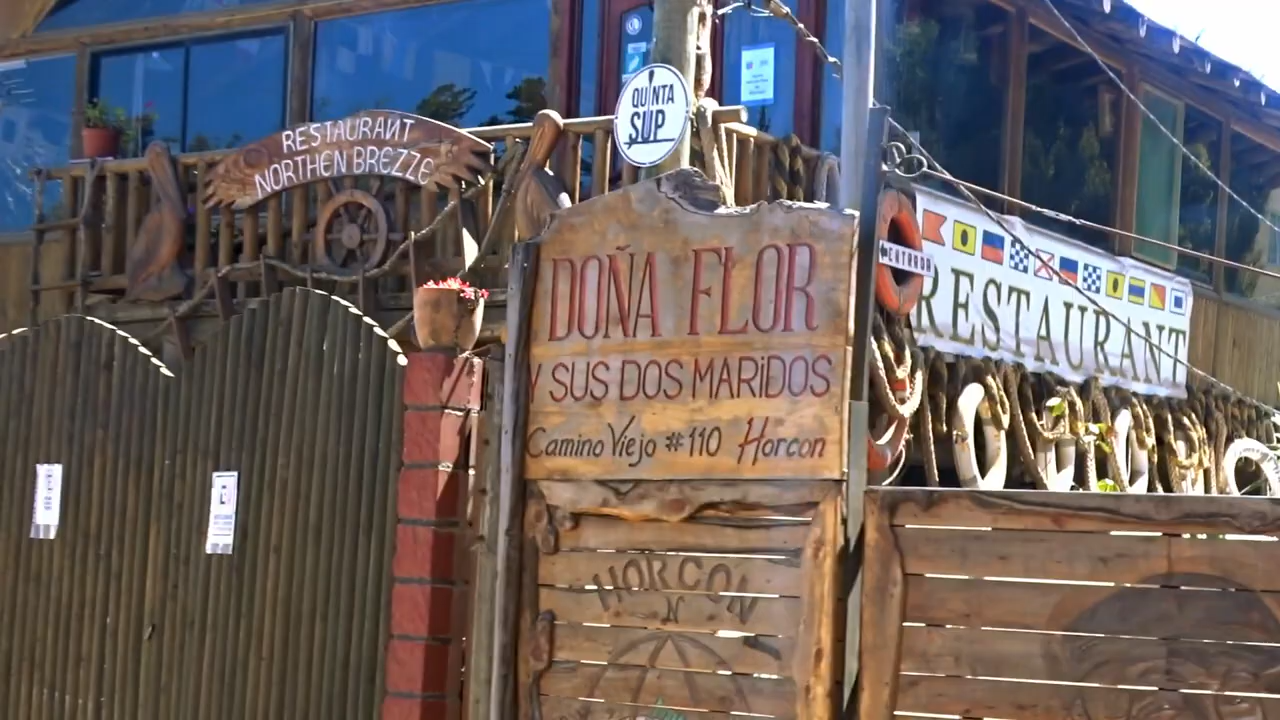 RESTAURANT
NORTHEN BREZZE
QUINTA
SUP
DOÑA FLOR
Y SUS DOS MARIDOS
Camino Viejo #110 Horcon
HORCON
N
ENTRADA
RESTAURANT